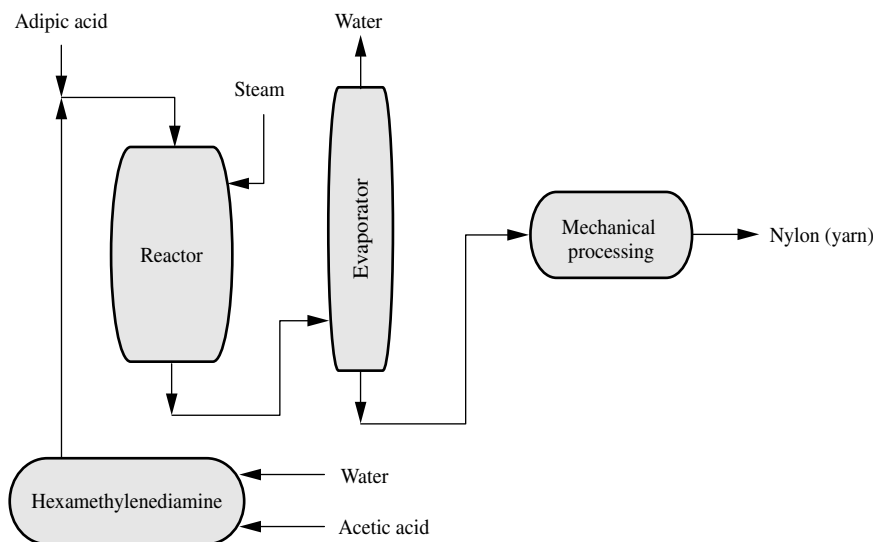 Adipic acid
Water
Steam
Evaporator
Mechanical
processing
Nylon (yarn)
Reactor
Water
Hexamethylenediamine
Acetic acid